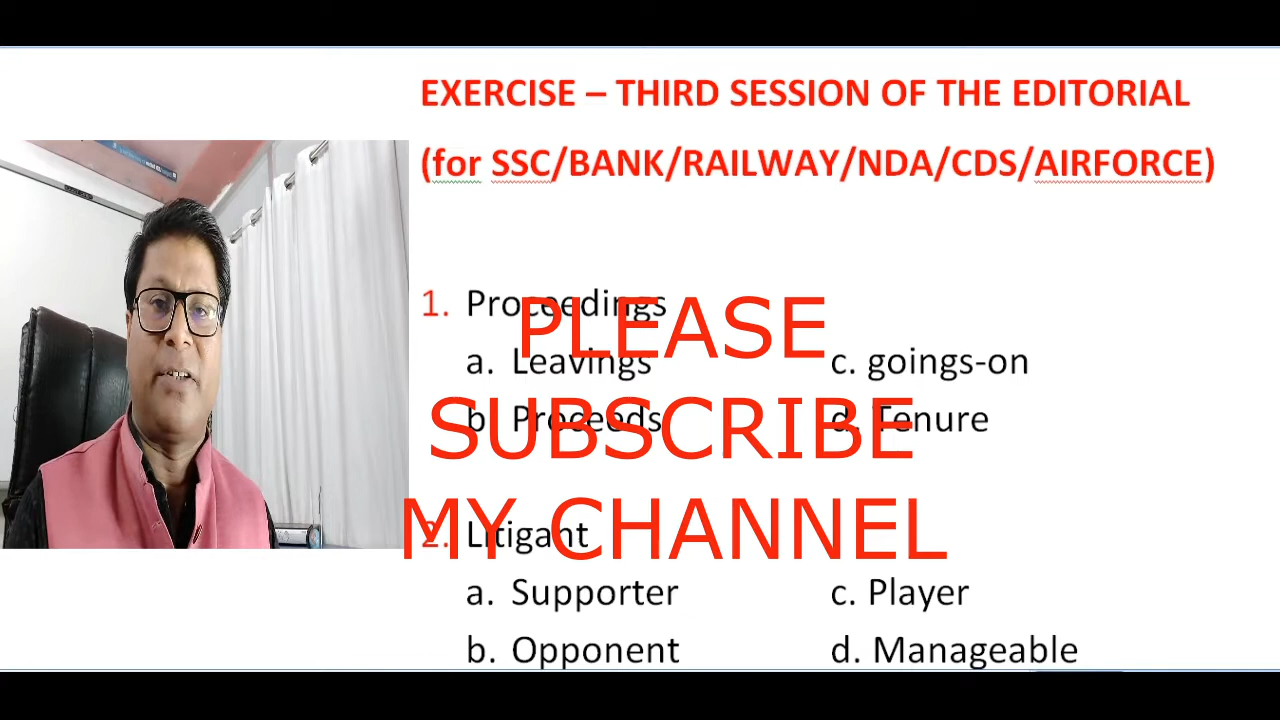 EXERCISE – THIRD SESSION OF THE EDITORIAL
(for SSC/BANK/RAILWAY/NDA/CDS/AIRFORCE)
1. Proceedings
a. Leavings c. goings-on
b. Proceeds d. Tenure
PLEASE
SUBSCRIBE
MY CHANNEL
2. Litigant
a. Supporter c. Player
b. Opponent d. Manageable